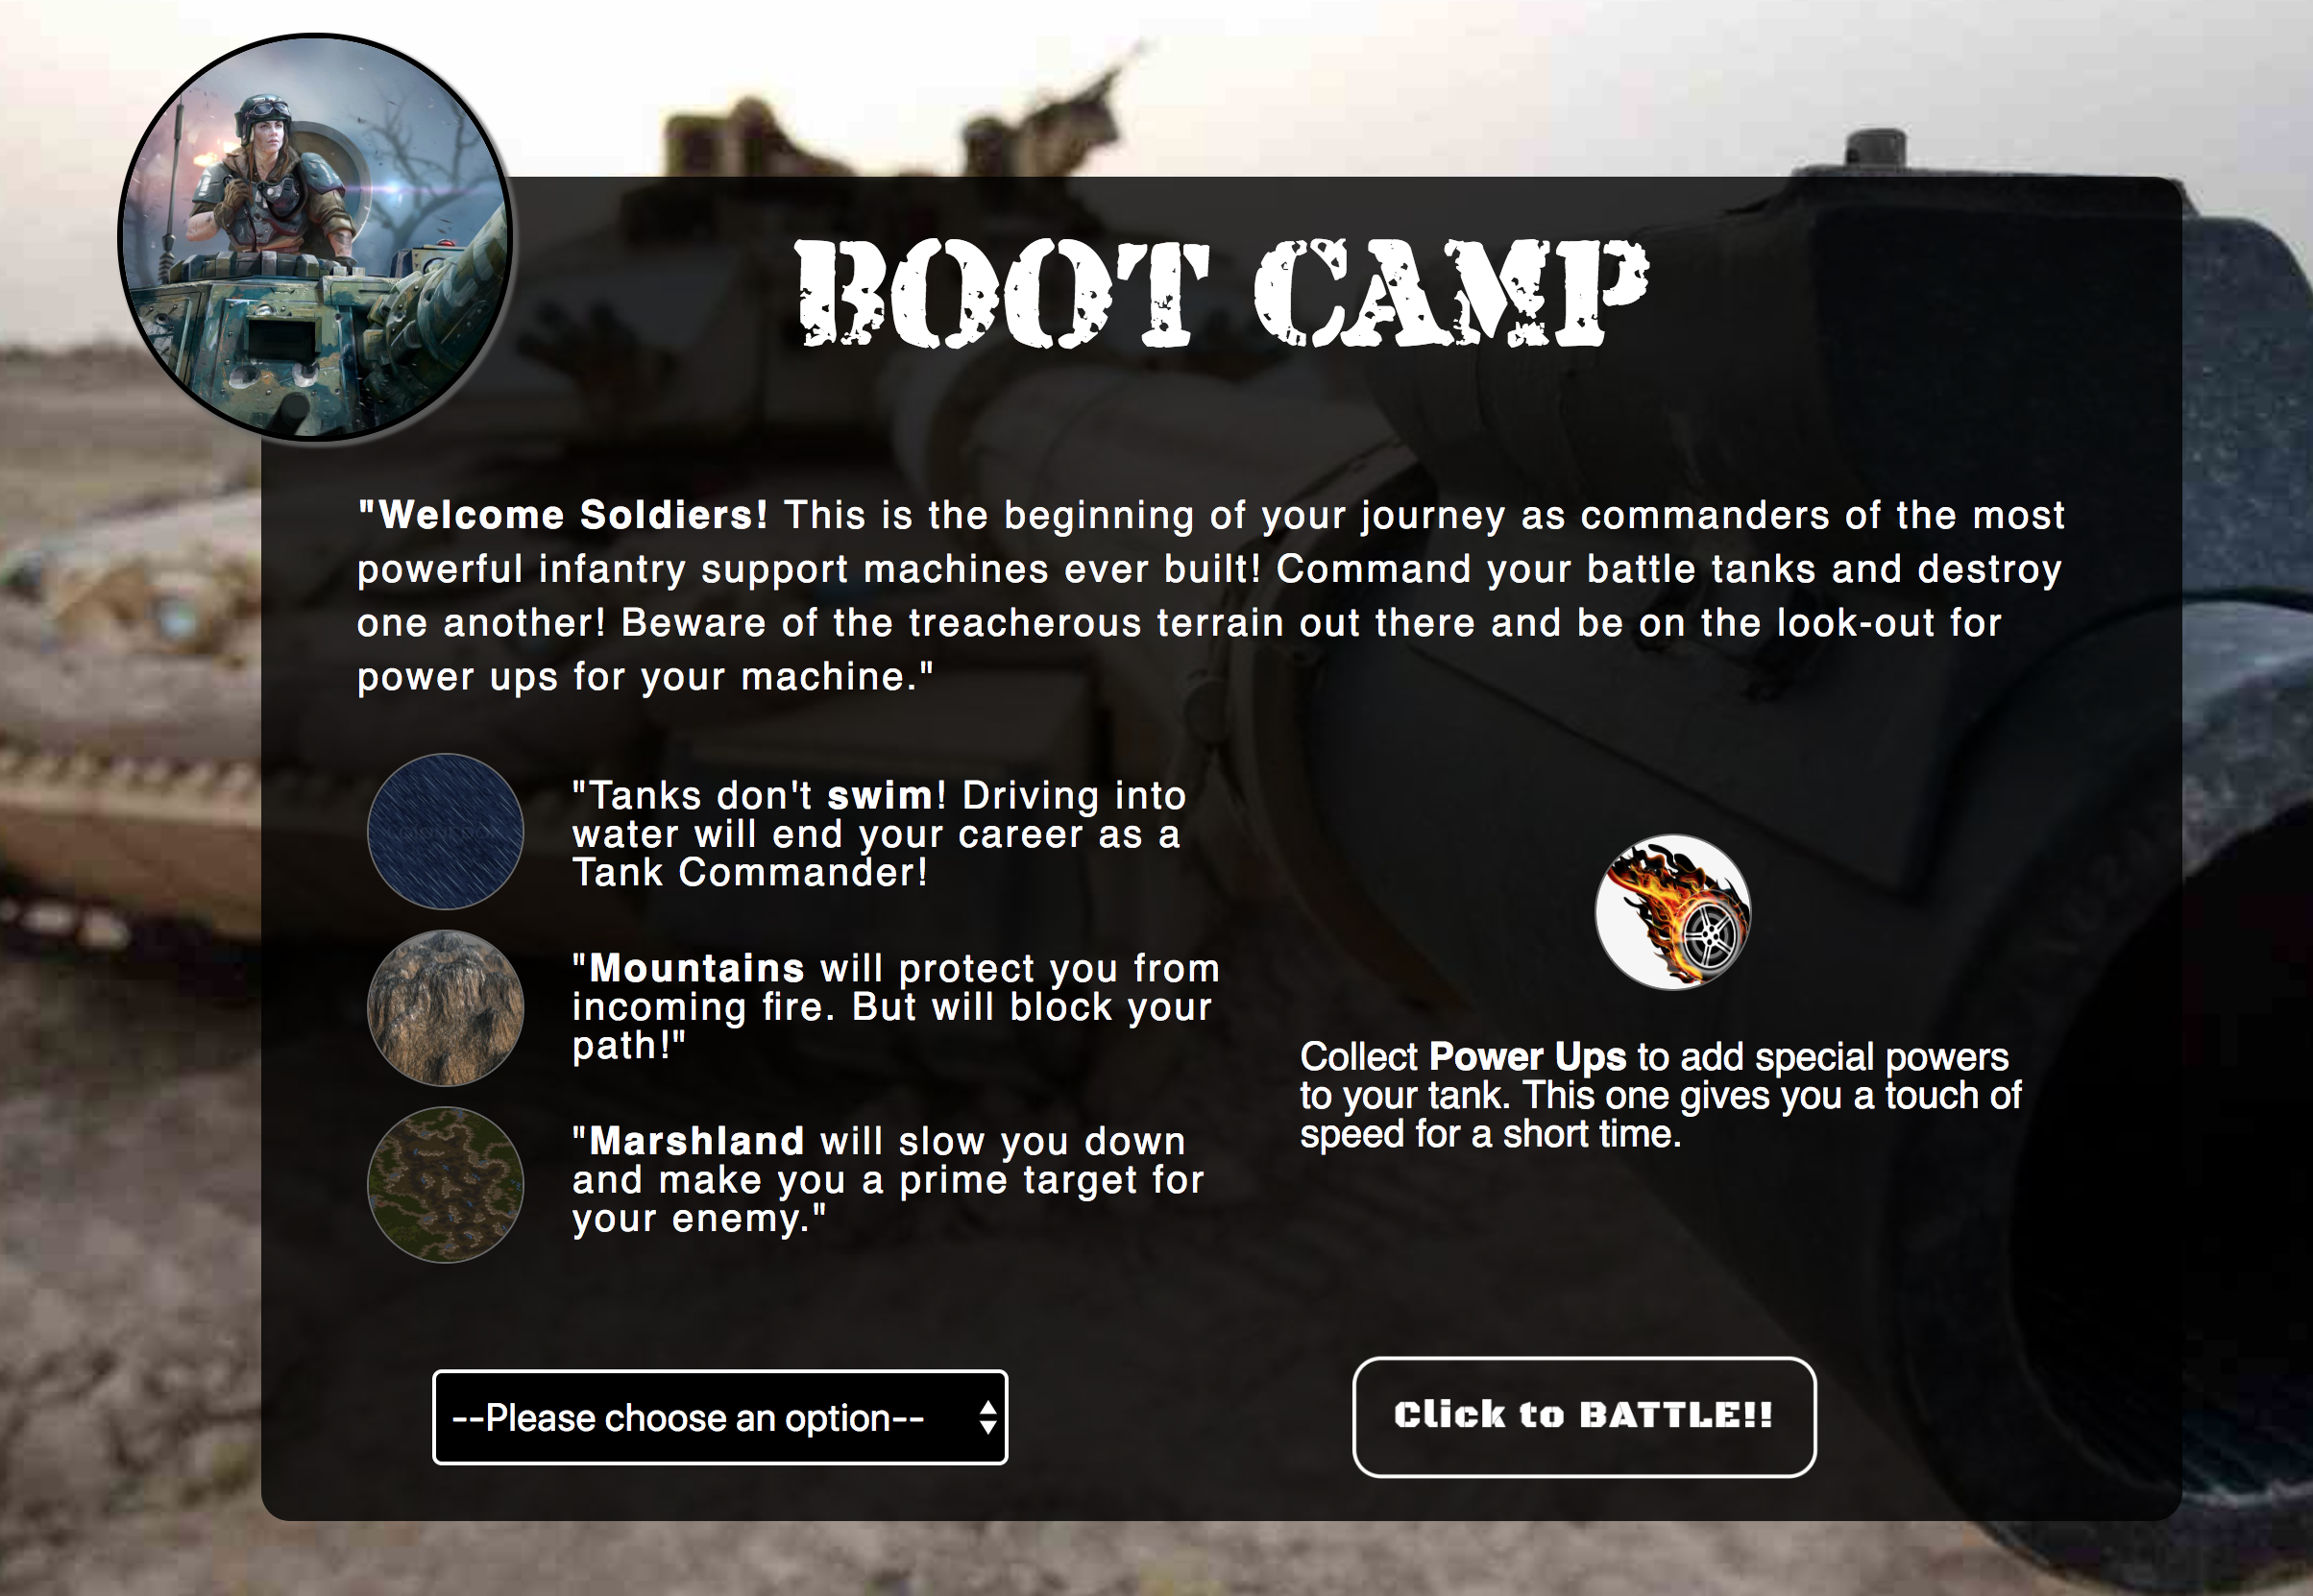 BOOT CAMP
"Welcome Soldiers! This is the beginning of your journey as commanders of the most
powerful infantry support machines ever built! Command your battle tanks and destroy
one another! Beware of the treacherous terrain out there and be on the look-out for
power ups for your machine."
"Tanks don't swim! Driving into
water will end your career as a
Tank Commander!
"Mountains will protect you from
incoming fire. But will block your
path!"
"Marshland will slow you down
and make you a prime target for
your enemy."
Collect Power Ups to add special powers
to your tank. This one gives you a touch of
speed for a short time.
--Please choose an option--
Click to BATTLE!!